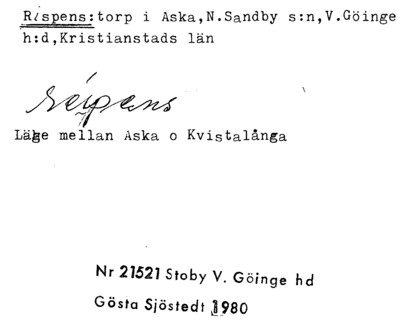 Rispens:torp i Aska,N.Sandby s:n,V.Göinge
h:d,Kristianstads län
réipens
Läge mellan Aska o Kvistalånga
Nr 21521 Stoby V. Göinge hd
Gösta Sjöstedt 1980